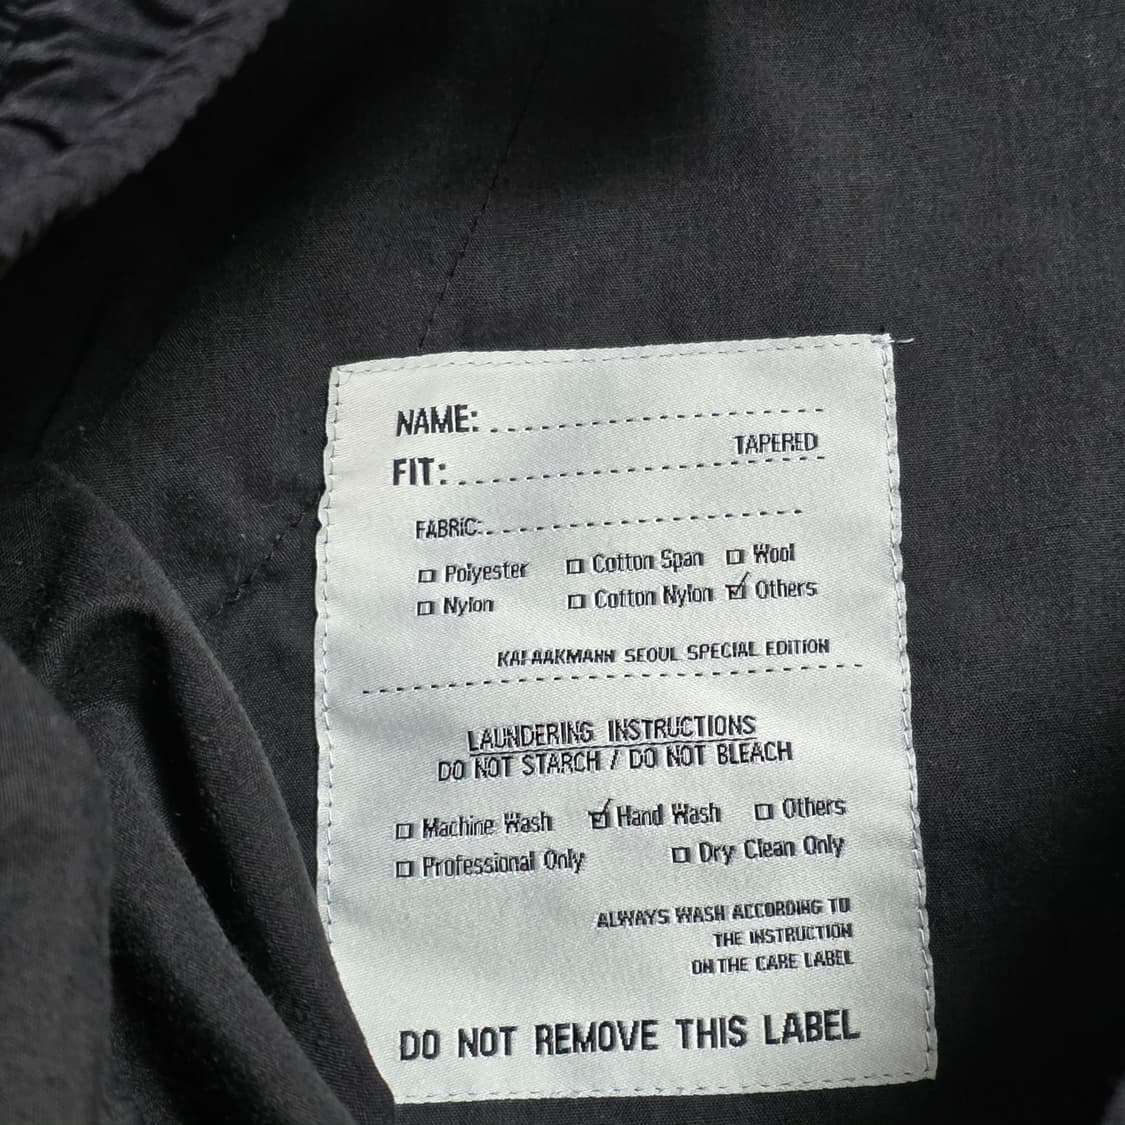 NAME:
TAPERED
FIT:
FABRIC:
Polyester Cotton Span Wool
Nylon Cotton Nylon Others
SEOUL SPECIAL EDITION
LAUNDERING INSTRUCTIONS
DO NOT STARCH / DO NOT BLEACH
Machine Wash Hand Wash Others
Professional Only Dry Clean Only
ALWAYS WASH ACCORDING TO
THE INSTRUCTION
ON THE CARE LABEL
DO NOT REMOVE THIS LABEL